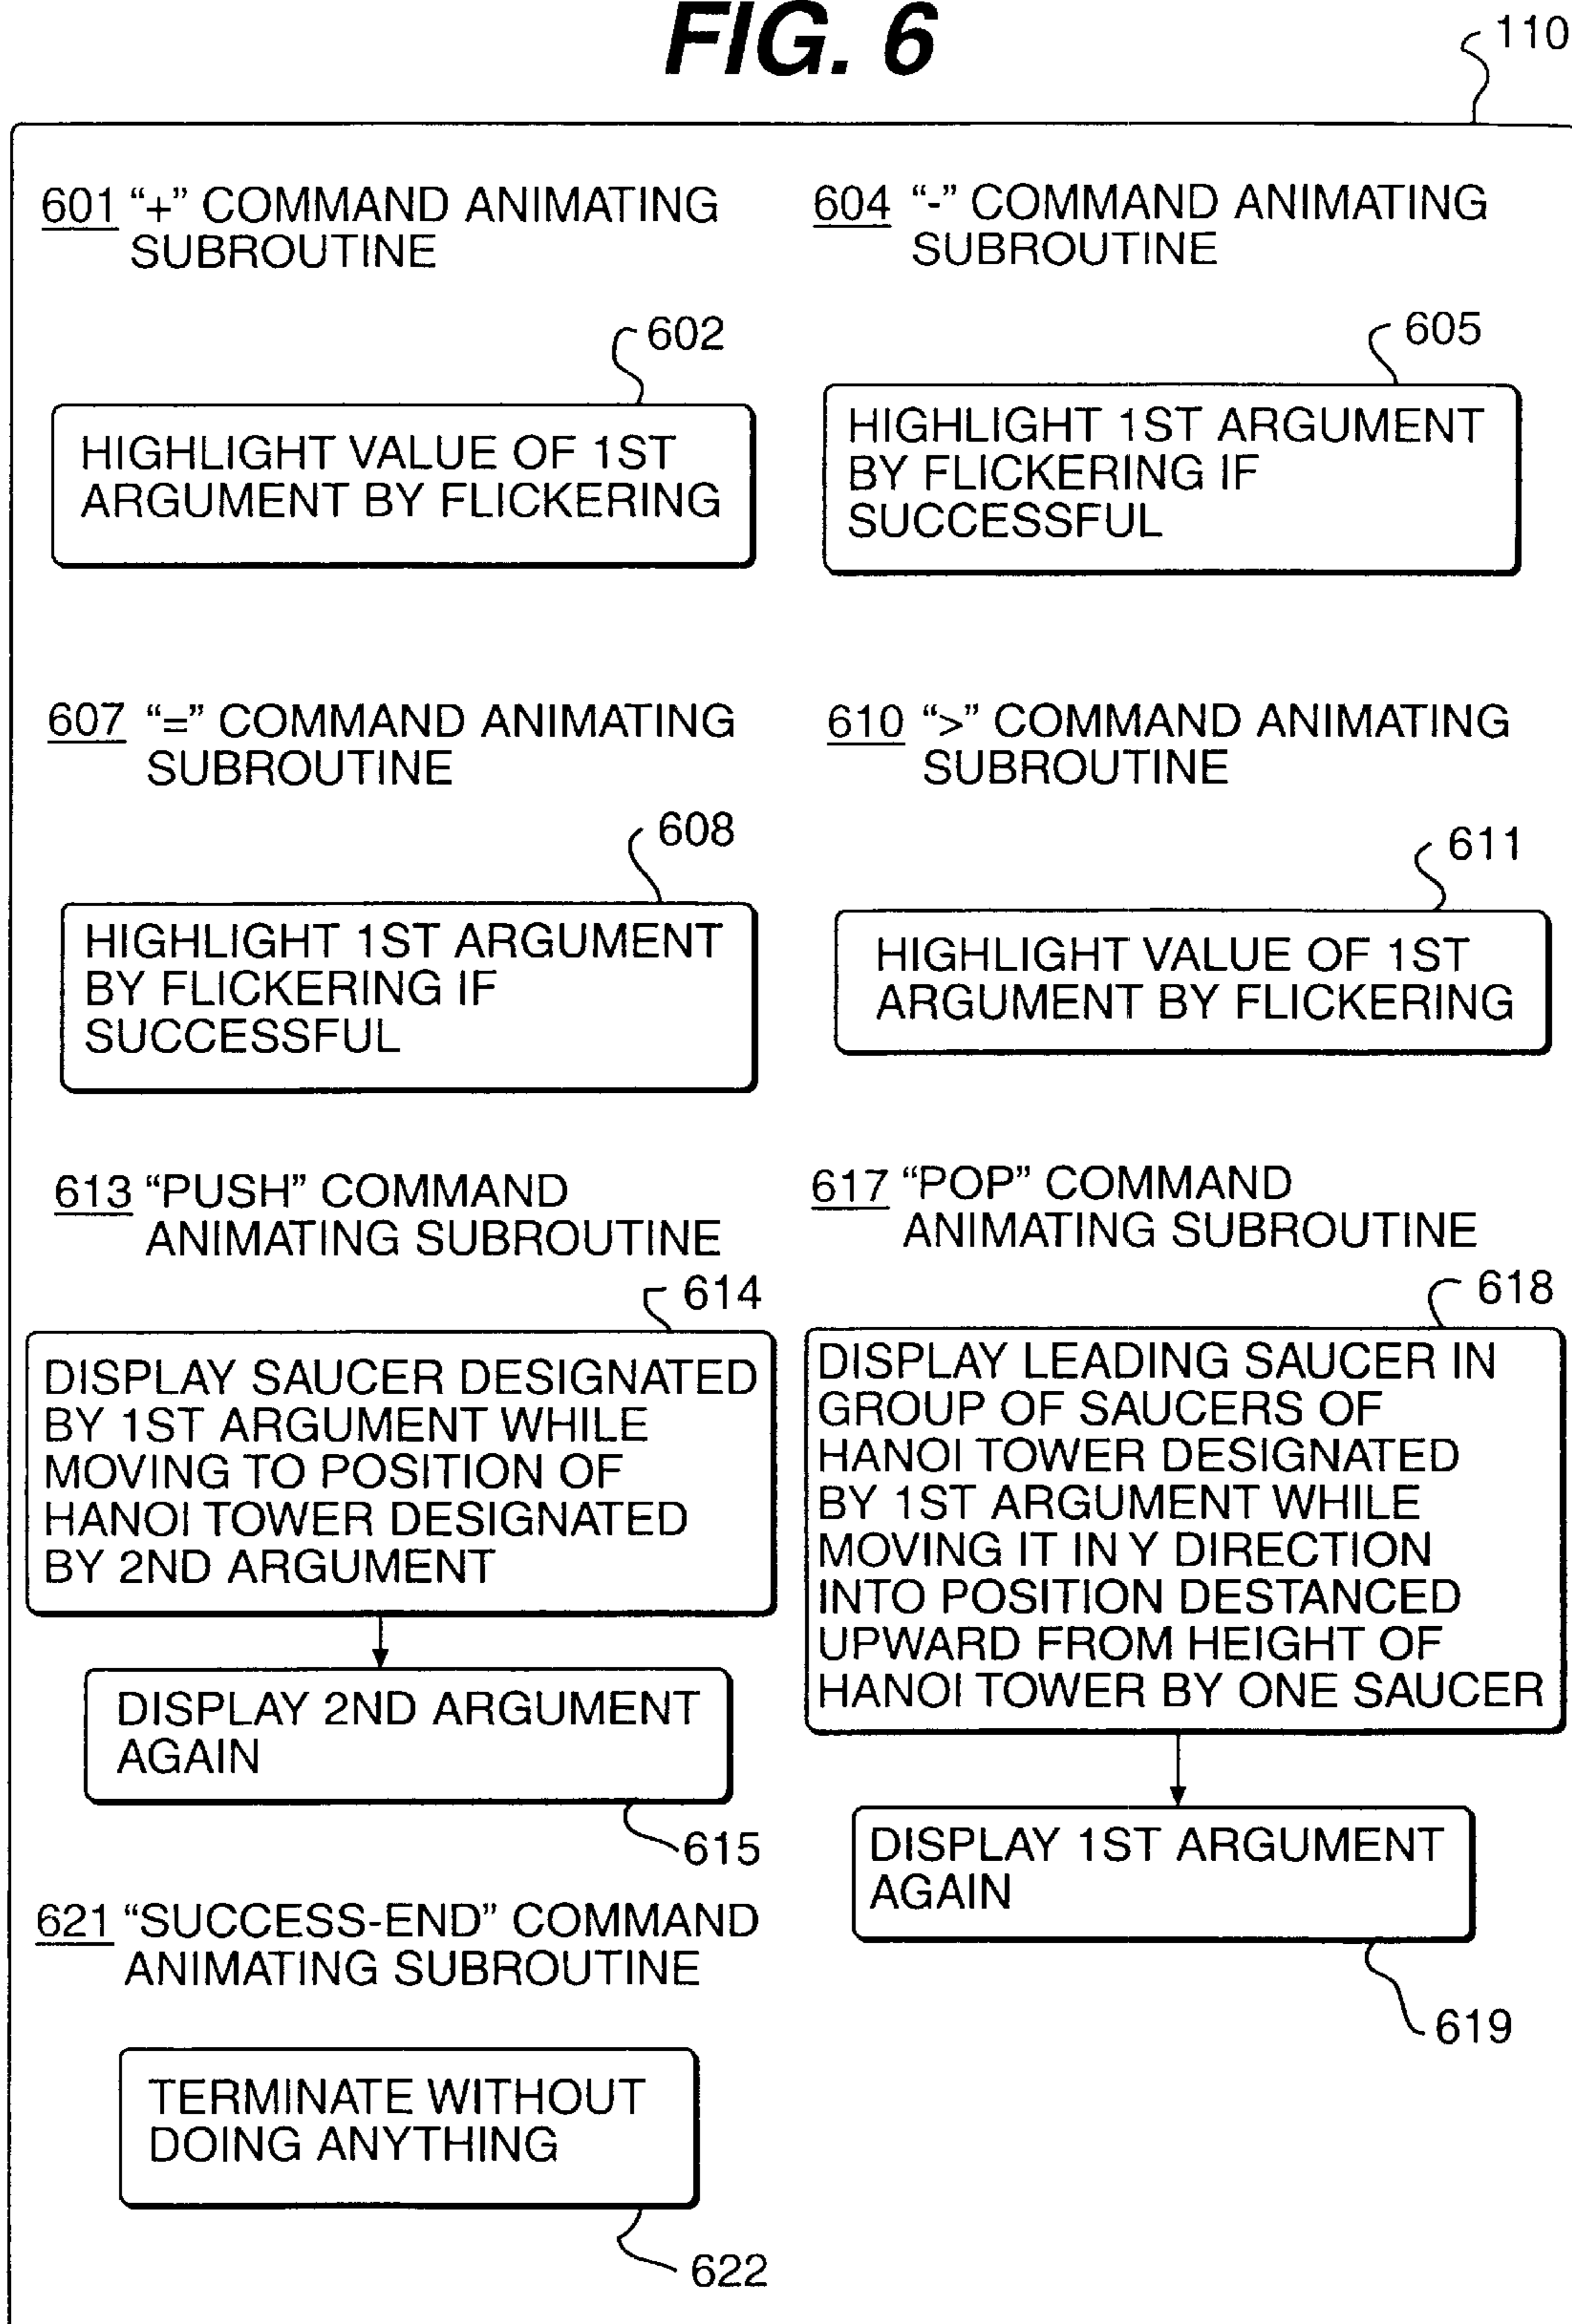 FIG. 6
110
601 “+” COMMAND ANIMATING
SUBROUTINE
602
HIGHLIGHT VALUE OF 1ST
ARGUMENT BY FLICKERING
604 “-” COMMAND ANIMATING
SUBROUTINE
605
HIGHLIGHT 1ST ARGUMENT
BY FLICKERING IF
SUCCESSFUL
607 “=” COMMAND ANIMATING
SUBROUTINE
608
HIGHLIGHT 1ST ARGUMENT
BY FLICKERING IF
SUCCESSFUL
610 “>” COMMAND ANIMATING
SUBROUTINE
611
HIGHLIGHT VALUE OF 1ST
ARGUMENT BY FLICKERING
613 “PUSH” COMMAND
ANIMATING SUBROUTINE
614
DISPLAY SAUCER DESIGNATED
BY 1ST ARGUMENT WHILE
MOVING TO POSITION OF
HANOI TOWER DESIGNATED
BY 2ND ARGUMENT
DISPLAY 2ND ARGUMENT
AGAIN
615
617 “POP” COMMAND
ANIMATING SUBROUTINE
618
DISPLAY LEADING SAUCER IN
GROUP OF SAUCERS OF
HANOI TOWER DESIGNATED
BY 1ST ARGUMENT WHILE
MOVING IT IN Y DIRECTION
INTO POSITION DESTANCED
UPWARD FROM HEIGHT OF
HANOI TOWER BY ONE SAUCER
DISPLAY 1ST ARGUMENT
AGAIN
619
621 “SUCCESS-END” COMMAND
ANIMATING SUBROUTINE
TERMINATE WITHOUT
DOING ANYTHING
622